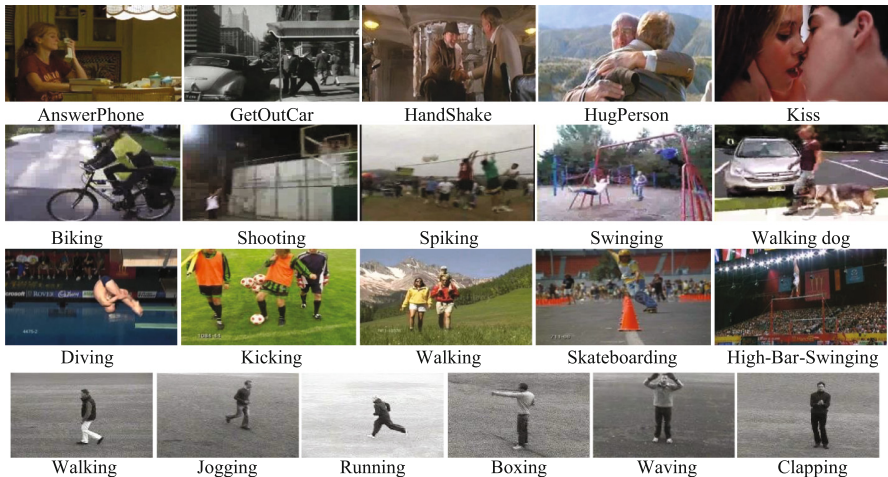 AnswerPhone GetOutCar HandShake HugPerson Kiss
Biking Shooting Spiking Swinging Walking dog
Diving Kicking Walking Skateboarding High-Bar-Swinging
Walking Jogging Running Boxing Waving Clapping